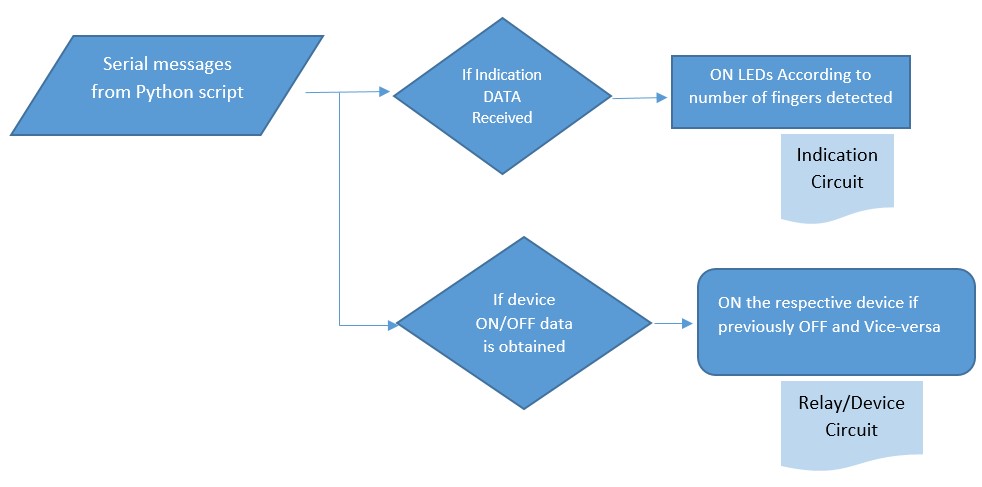 Serial messages
from Python script
If Indication
DATA
Received
ON LEDs According to
number of fingers detected
Indication
Circuit
If device
ON/OFF data
is obtained
ON the respective device if
previously OFF and Vice-versa
Relay/Device
Circuit